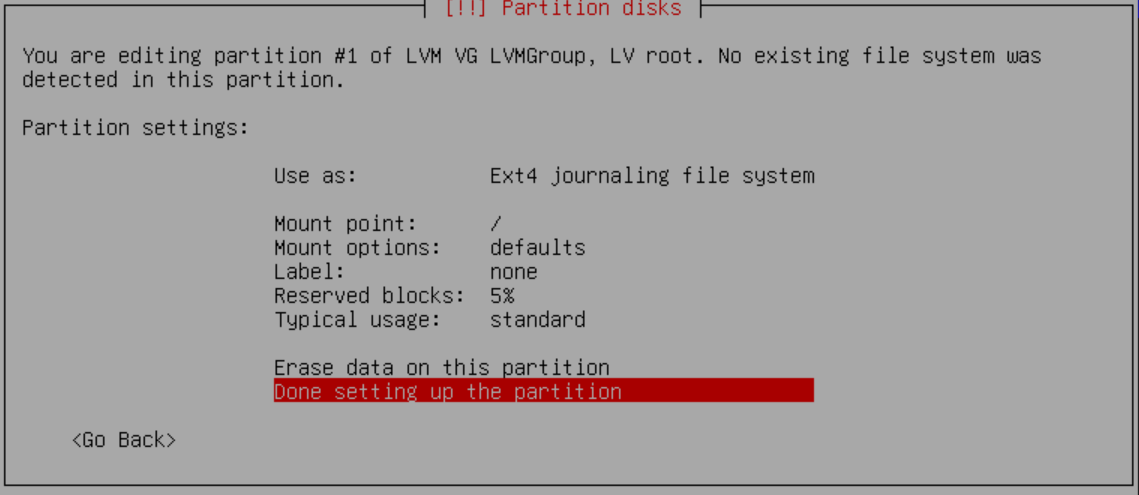 [!!] Partition disks
You are editing partition #1 of LVM VG LVMGroup, LV root. No existing file system was
detected in this partition.
Partition settings:
Use as: Ext4 journaling file system
Mount point: /
Mount options: defaults
Label: none
Reserved blocks: 5%
Typical usage: standard
Erase data on this partition
Done setting up the partition
<Go Back>